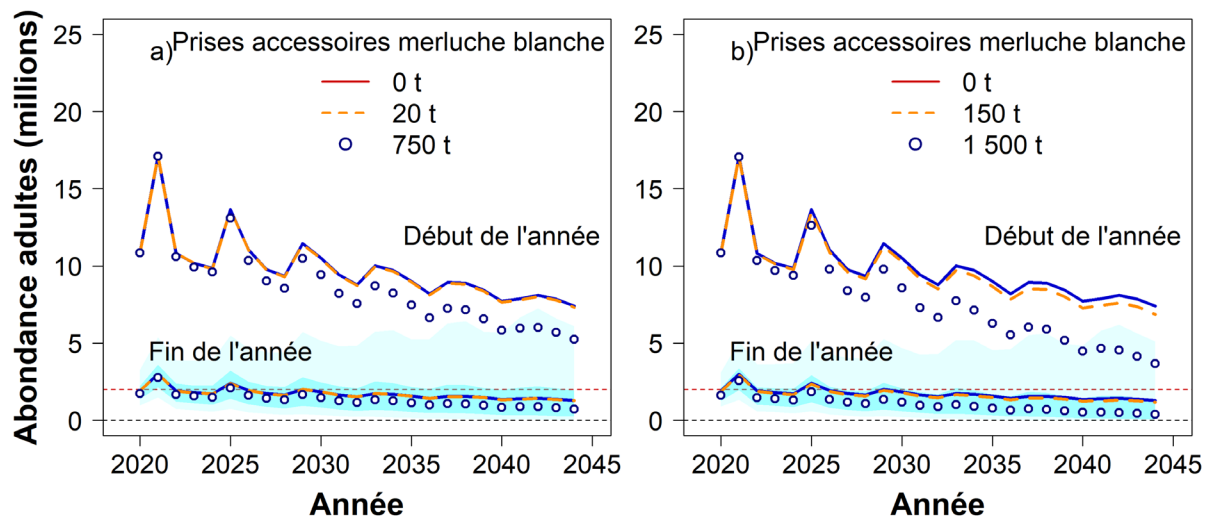 Abondance adultes (millions)
25
20
15
10
5
0
a) Prises accessoires merluche blanche
0 t
20 t
750 t
Début de l'année
Fin de l'année
2020 2025 2030 2035 2040 2045
Année
25
20
15
10
5
0
b) Prises accessoires merluche blanche
0 t
150 t
1 500 t
Début de l'année
Fin de l'année
2020 2025 2030 2035 2040 2045
Année